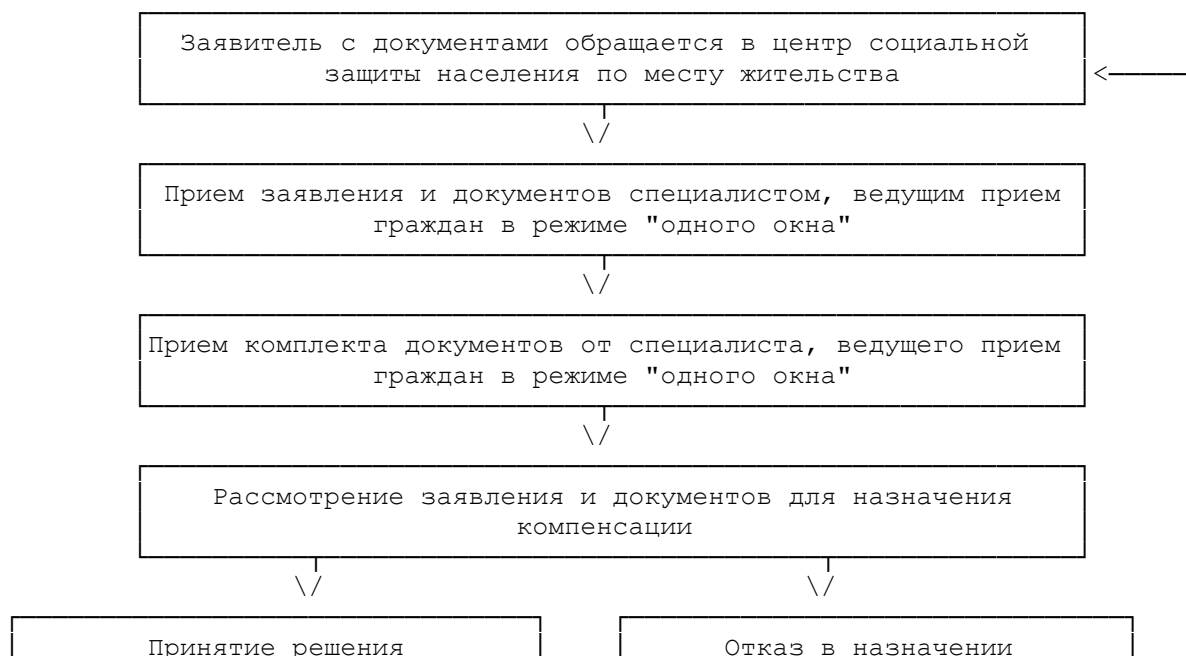 Заявитель с документами обращается в центр социальной
защиты населения по месту жительства
Прием заявления и документов специалистом, ведущим прием
граждан в режиме "одного окна"
Прием комплекта документов от специалиста, ведущего прием
граждан в режиме "одного окна"
Рассмотрение заявления и документов для назначения
компенсации
Принятие решения
Отказ в назначении